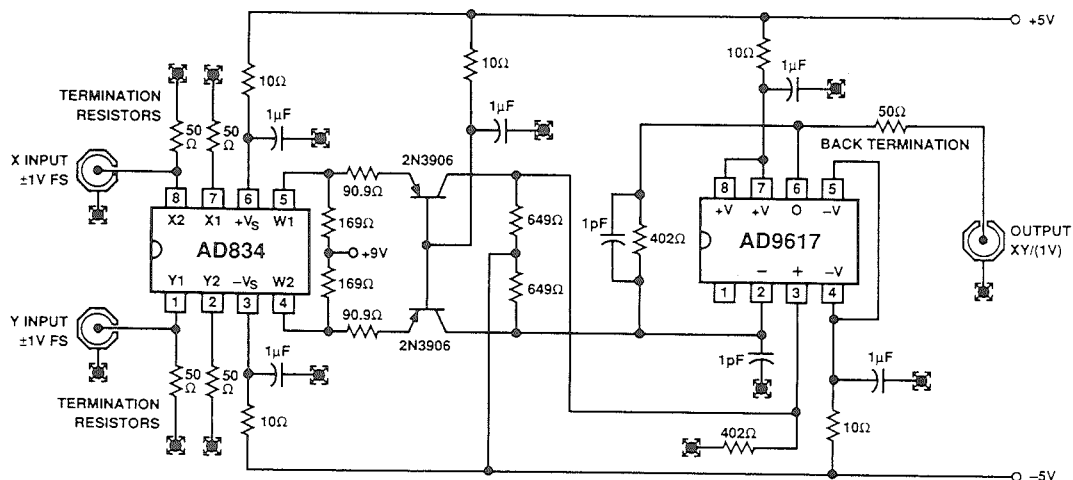 +5V
10Ω
10Ω
10Ω
TERMINATION
RESISTORS
50
Ω
50
Ω
1μF
1μF
1μF
50Ω
BACK TERMINATION
X INPUT
±1V FS
2N3906
90.9Ω
8
7
6
5
X2
X1
+VS
W1
AD834
Y1
Y2
−VS
W2
1
2
3
4
169Ω
+9V
169Ω
649Ω
649Ω
1pF
402Ω
8
7
6
5
+V
+V
O
−V
AD9617
−
+
−V
1
2
3
4
OUTPUT
XY/(1V)
Y INPUT
±1V FS
90.9Ω
2N3906
1μF
1pF
1μF
50
Ω
50
Ω
TERMINATION
RESISTORS
10Ω
402Ω
10Ω
−5V